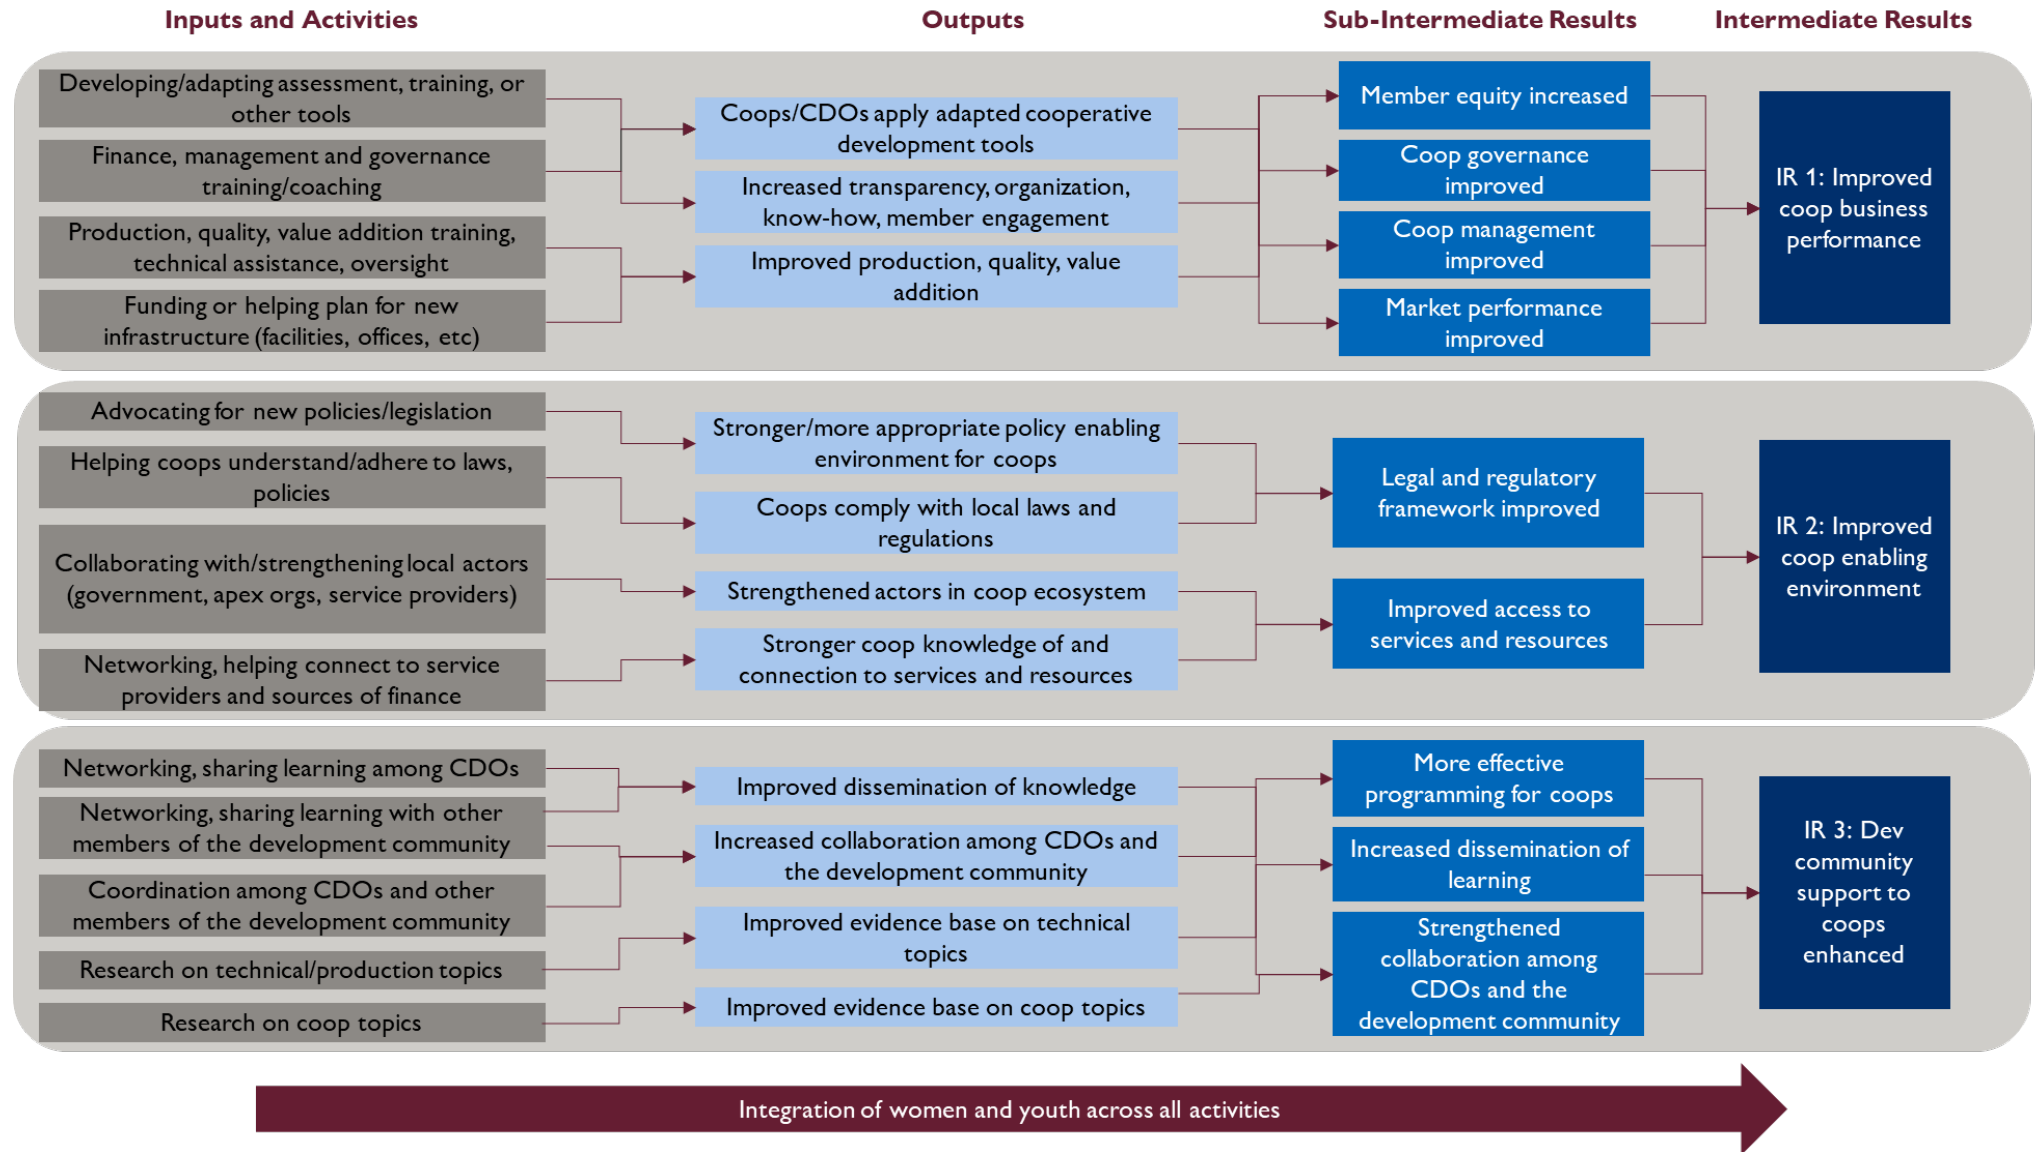 Inputs and Activities
Outputs
Sub-Intermediate Results
Intermediate Results
Developing/adapting assessment, training, or
other tools
Finance, management and governance
training/coaching
Production, quality, value addition training,
technical assistance, oversight
Funding or helping plan for new
infrastructure (facilities, offices, etc)
Coops/CDOs apply adapted cooperative
development tools
Increased transparency, organization,
know-how, member engagement
Improved production, quality, value
addition
Member equity increased
Coop governance
improved
Coop management
improved
Market performance
improved
IR 1: Improved
coop business
performance
Advocating for new policies/legislation
Helping coops understand/adhere to laws,
policies
Collaborating with/strengthening local actors
(government, apex orgs, service providers)
Networking, helping connect to service
providers and sources of finance
Stronger/more appropriate policy enabling
environment for coops
Coops comply with local laws and
regulations
Strengthened actors in coop ecosystem
Stronger coop knowledge of and
connection to services and resources
Legal and regulatory
framework improved
Improved access to
services and resources
IR 2: Improved
coop enabling
environment
Networking, sharing learning among CDOs
Networking, sharing learning with other
members of the development community
Coordination among CDOs and other
members of the development community
Research on technical/production topics
Research on coop topics
Improved dissemination of knowledge
Increased collaboration among CDOs and
the development community
Improved evidence base on technical
topics
Improved evidence base on coop topics
More effective
programming for coops
Increased dissemination of
learning
Strengthened
collaboration among
CDOs and the
development community
IR 3: Dev
community
support to
coops
enhanced
Integration of women and youth across all activities